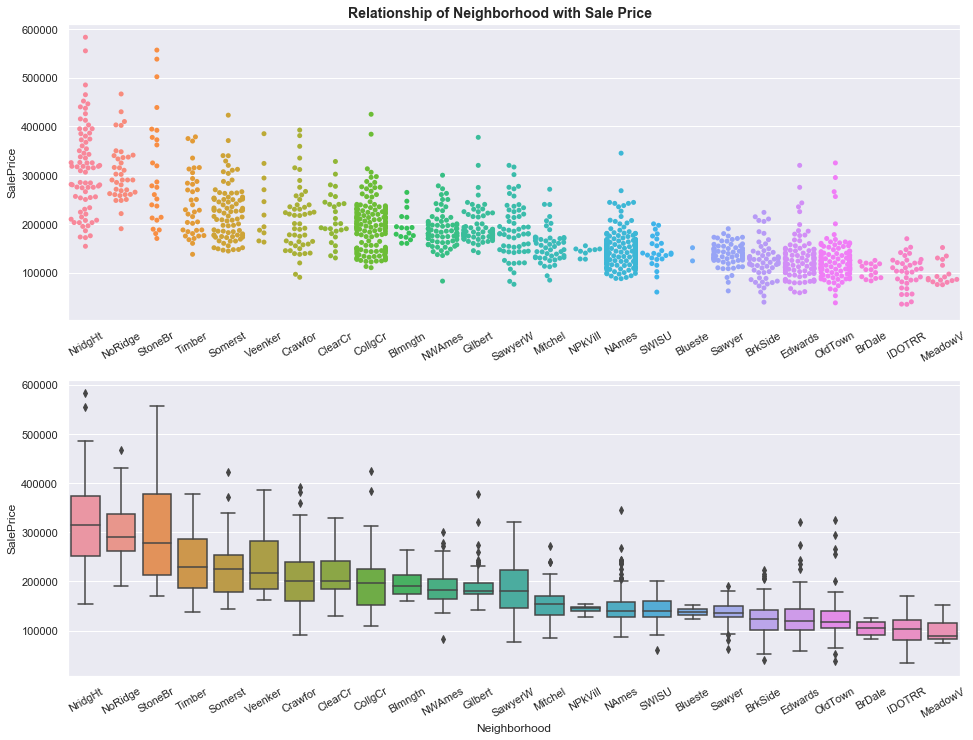 Relationship of Neighborhood with Sale Price
600000
500000
400000
300000
200000
100000
SalePrice
NridgHt NoRidge StoneBr Timber Somerst Veenker Crawfor ClearCr CollgCr Blmngtn NWAmes Gilbert SawyerW Mitchel NPkVill NAmes SWISU Blueste Sawyer BrkSide Edwards OldTown BrDale IDOTRR MeadowV
600000
500000
400000
300000
200000
100000
SalePrice
NridgHt NoRidge StoneBr Timber Somerst Veenker Crawfor ClearCr CollgCr Blmngtn NWAmes Gilbert SawyerW Mitchel NPkVill NAmes SWISU Blueste Sawyer BrkSide Edwards OldTown BrDale IDOTRR MeadowV
Neighborhood